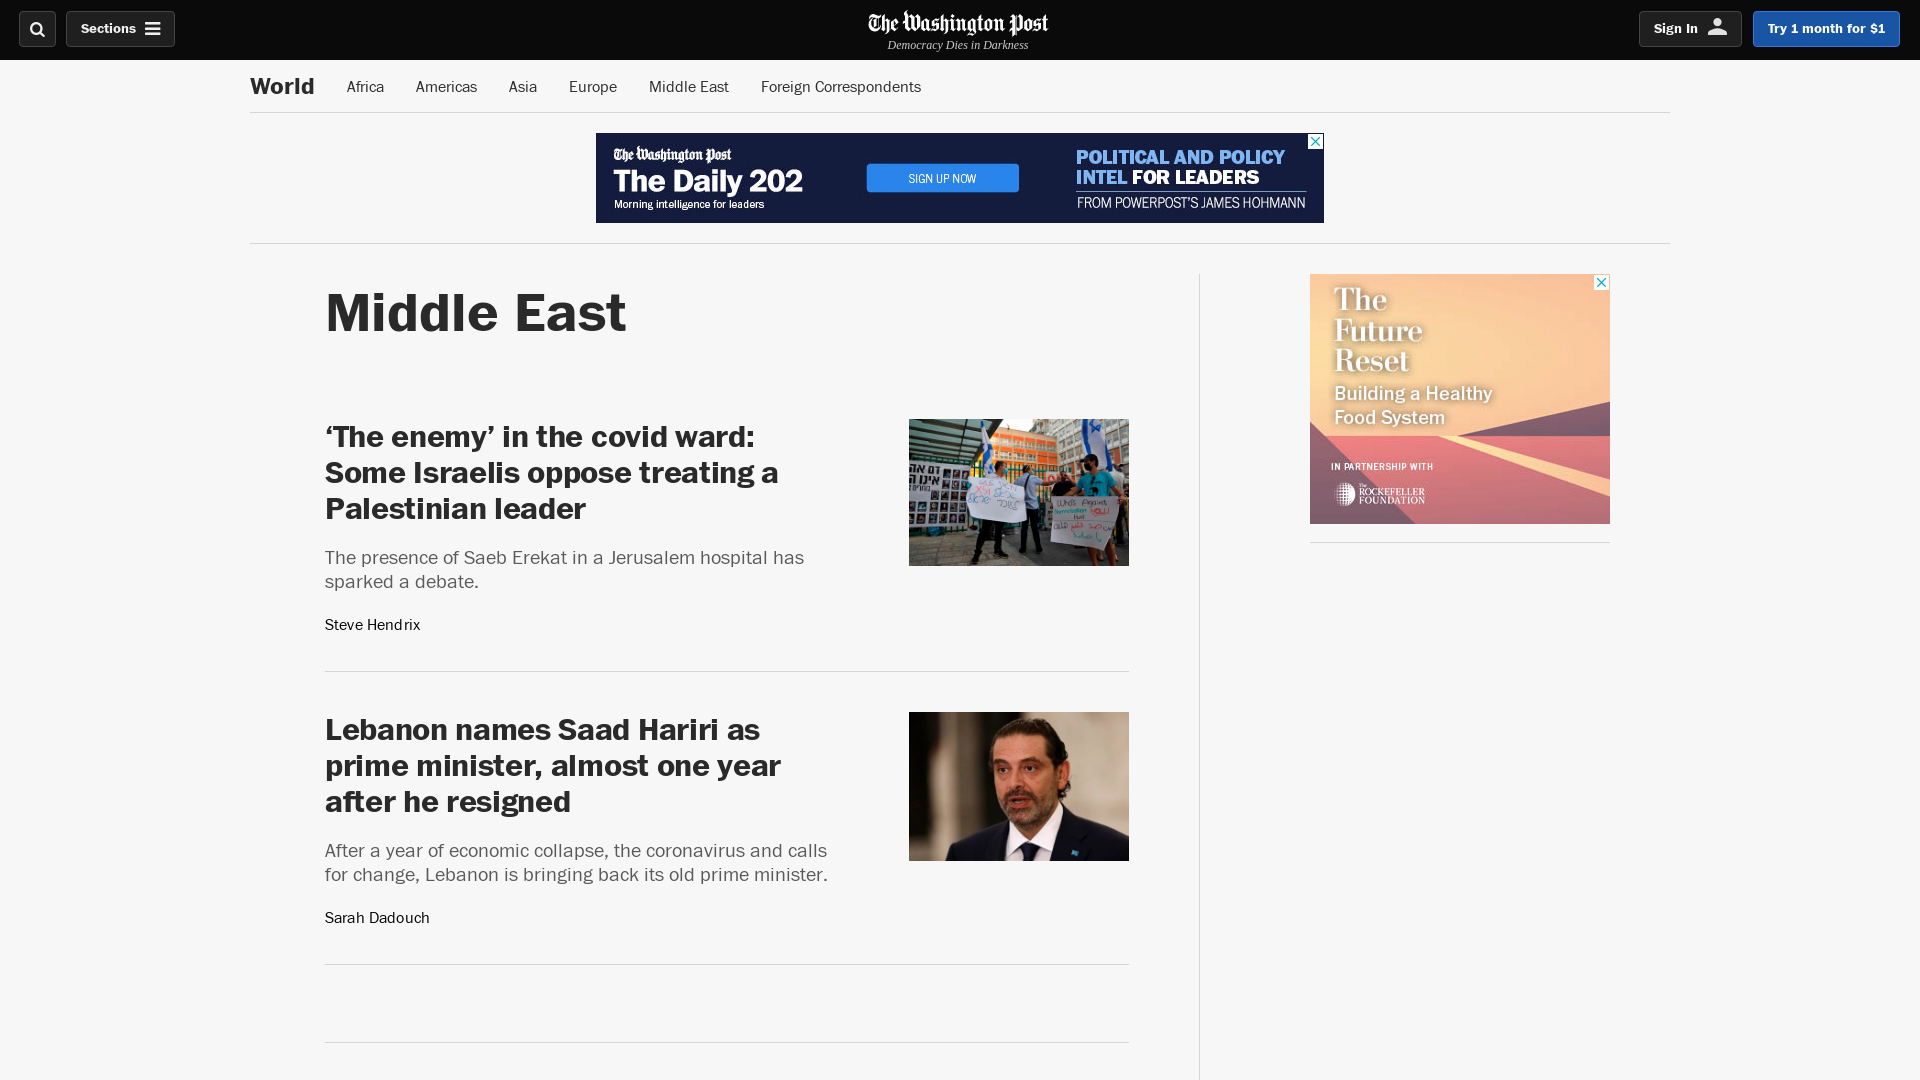 Sections
The Washington Post
Democracy Dies in Darkness
Sign In
Try 1 month for $1
World
Africa
Americas
Asia
Europe
Middle East
Foreign Correspondents
The Washington Post
The Daily 202
Morning intelligence for leaders
SIGN UP NOW
POLITICAL AND POLICY
INTEL FOR LEADERS
FROM POWERPOST'S JAMES HOHMANN
Middle East
‘The enemy’ in the covid ward:
Some Israelis oppose treating a
Palestinian leader
The presence of Saeb Erekat in a Jerusalem hospital has
sparked a debate.
Steve Hendrix
Lebanon names Saad Hariri as
prime minister, almost one year
after he resigned
After a year of economic collapse, the coronavirus and calls
for change, Lebanon is bringing back its old prime minister.
Sarah Dadouch
The
Future
Reset
Building a Healthy
Food System
IN PARTNERSHIP WITH
The
ROCKEFELLER
FOUNDATION